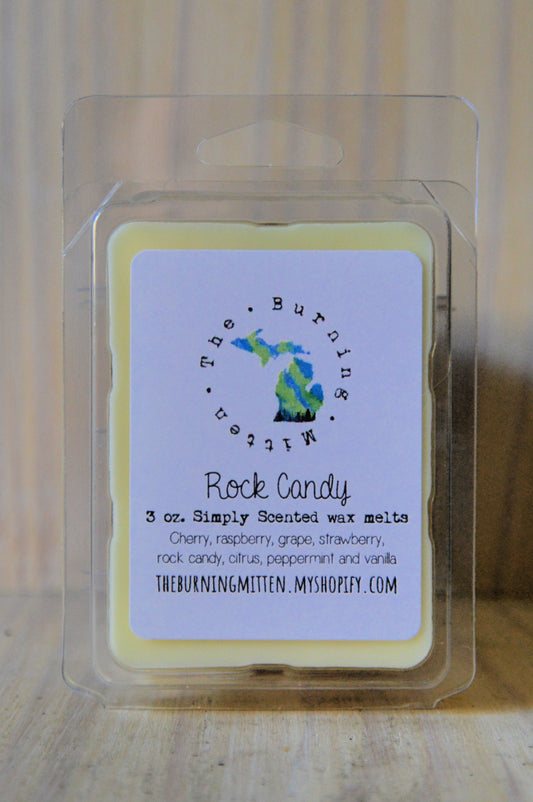 The • Burning • Mitten •
Rock Candy
3 oz. Simply Scented wax melts
Cherry, raspberry, grape, strawberry,
rock candy, citrus, peppermint and vanilla
THEBURNINGMITTEN.MYSHOPIFY.COM